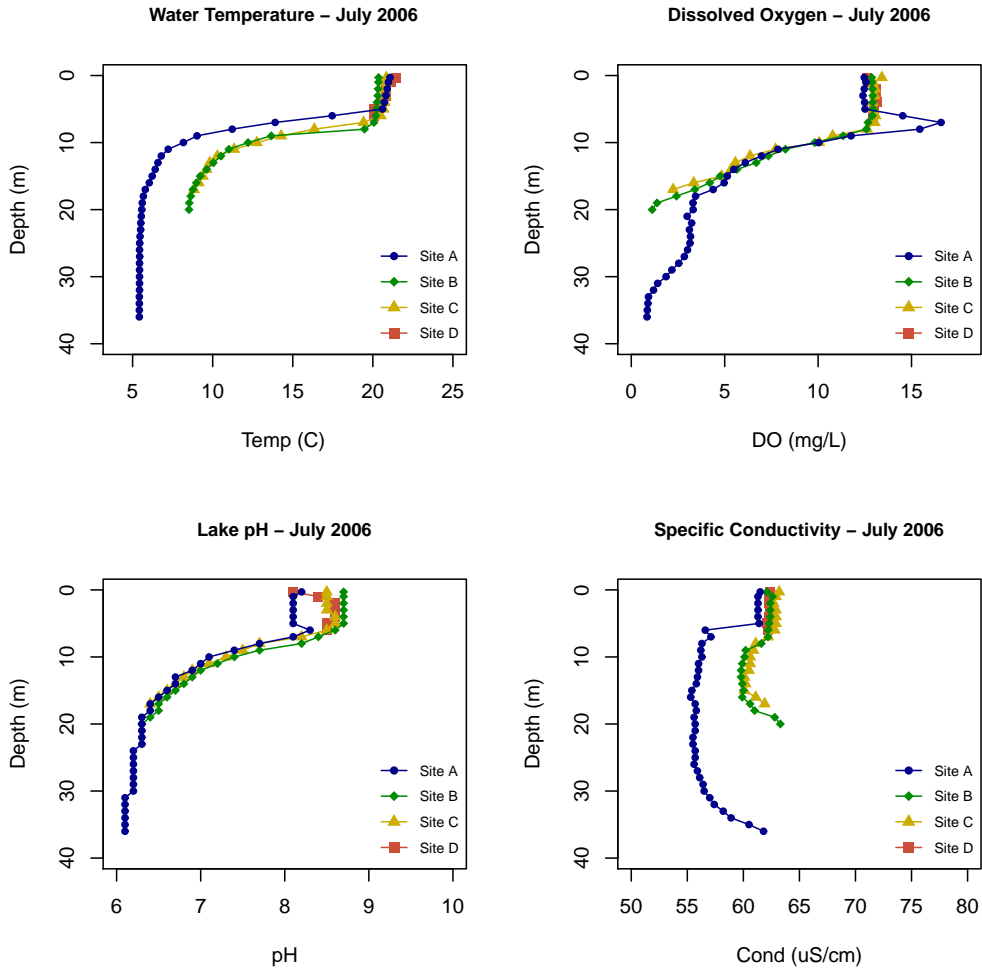 Water Temperature – July 2006
0
10
20
30
40
Depth (m)
Site A
Site B
Site C
Site D
5 10 15 20 25
Temp (C)
Dissolved Oxygen – July 2006
0
10
20
30
40
Depth (m)
Site A
Site B
Site C
Site D
0 5 10 15
DO (mg/L)
Lake pH – July 2006
0
10
20
30
40
Depth (m)
Site A
Site B
Site C
Site D
6 7 8 9 10
pH
Specific Conductivity – July 2006
0
10
20
30
40
Depth (m)
Site A
Site B
Site C
Site D
50 55 60 65 70 75 80
Cond (uS/cm)